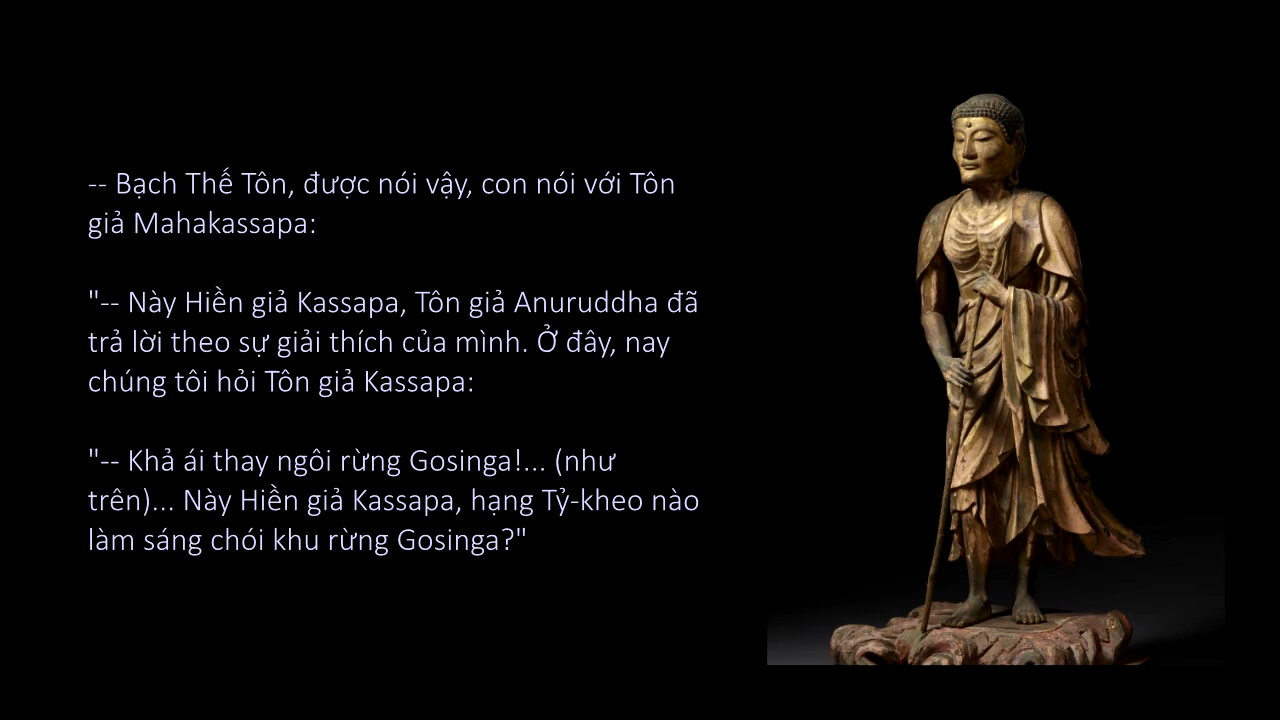 -- Bạch Thế Tôn, được nói vậy, con nói với Tôn
giả Mahakassapa:
"-- Này Hiền giả Kassapa, Tôn giả Anuruddha đã
trả lời theo sự giải thích của mình. Ở đây, nay
chúng tôi hỏi Tôn giả Kassapa:
"-- Khả ái thay ngôi rừng Gosinga!... (như
trên)... Này Hiền giả Kassapa, hạng Tỷ-kheo nào
làm sáng chói khu rừng Gosinga?"